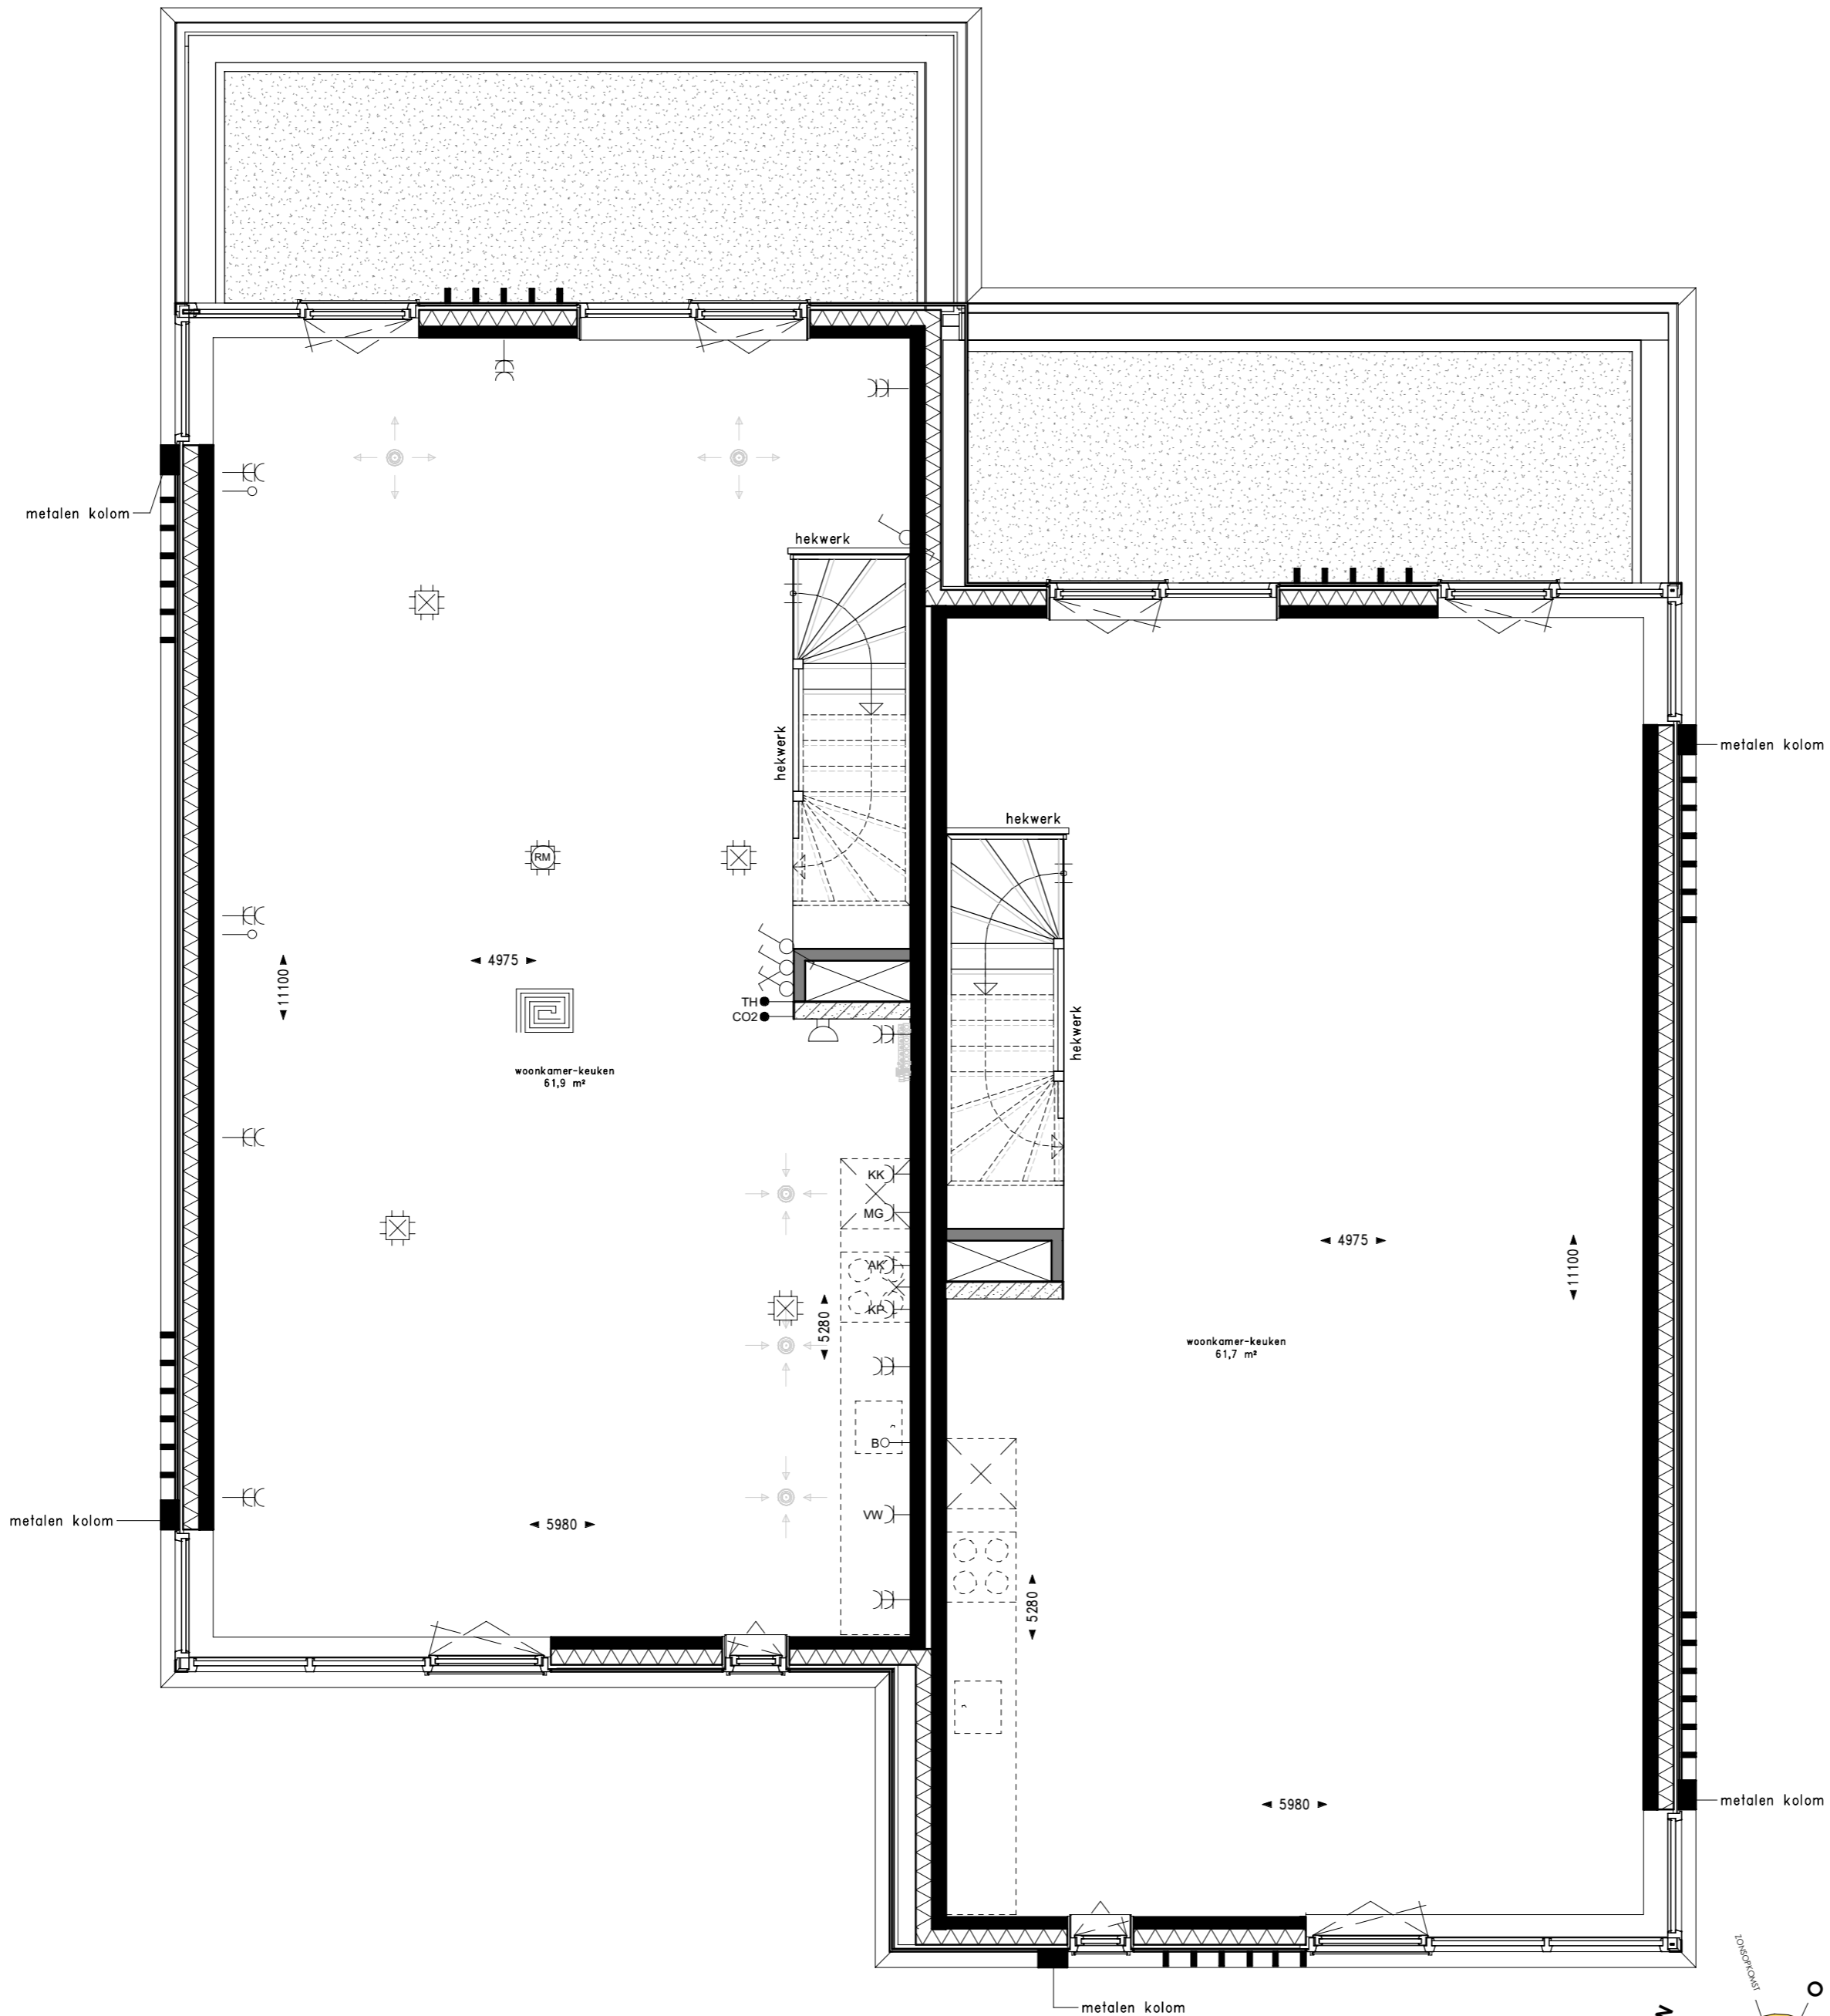 metalen kolom
hekwerk
metalen kolom
hekwerk
hekwerk
RM
4975
11100
TH
CO2
hekwerk
woonkamer-keuken
61,9 m²
KK
MG
4975
11100
AK
KP
5280
woonkamer-keuken
61,7 m²
B
VW
metalen kolom
5980
5280
5980
metalen kolom
ZONSOPKOMST
O
N
metalen kolom